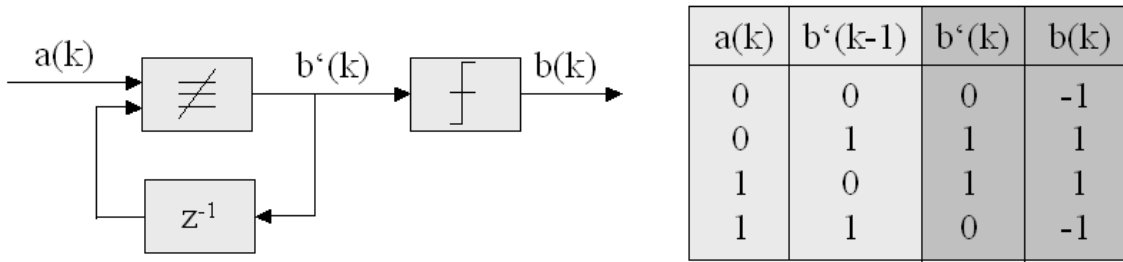 a(k)
b‘(k)
b(k)
≢
z⁻¹
a(k) b‘(k-1) b‘(k) b(k)
0 0 0 -1
0 1 1 1
1 0 1 1
1 1 0 -1